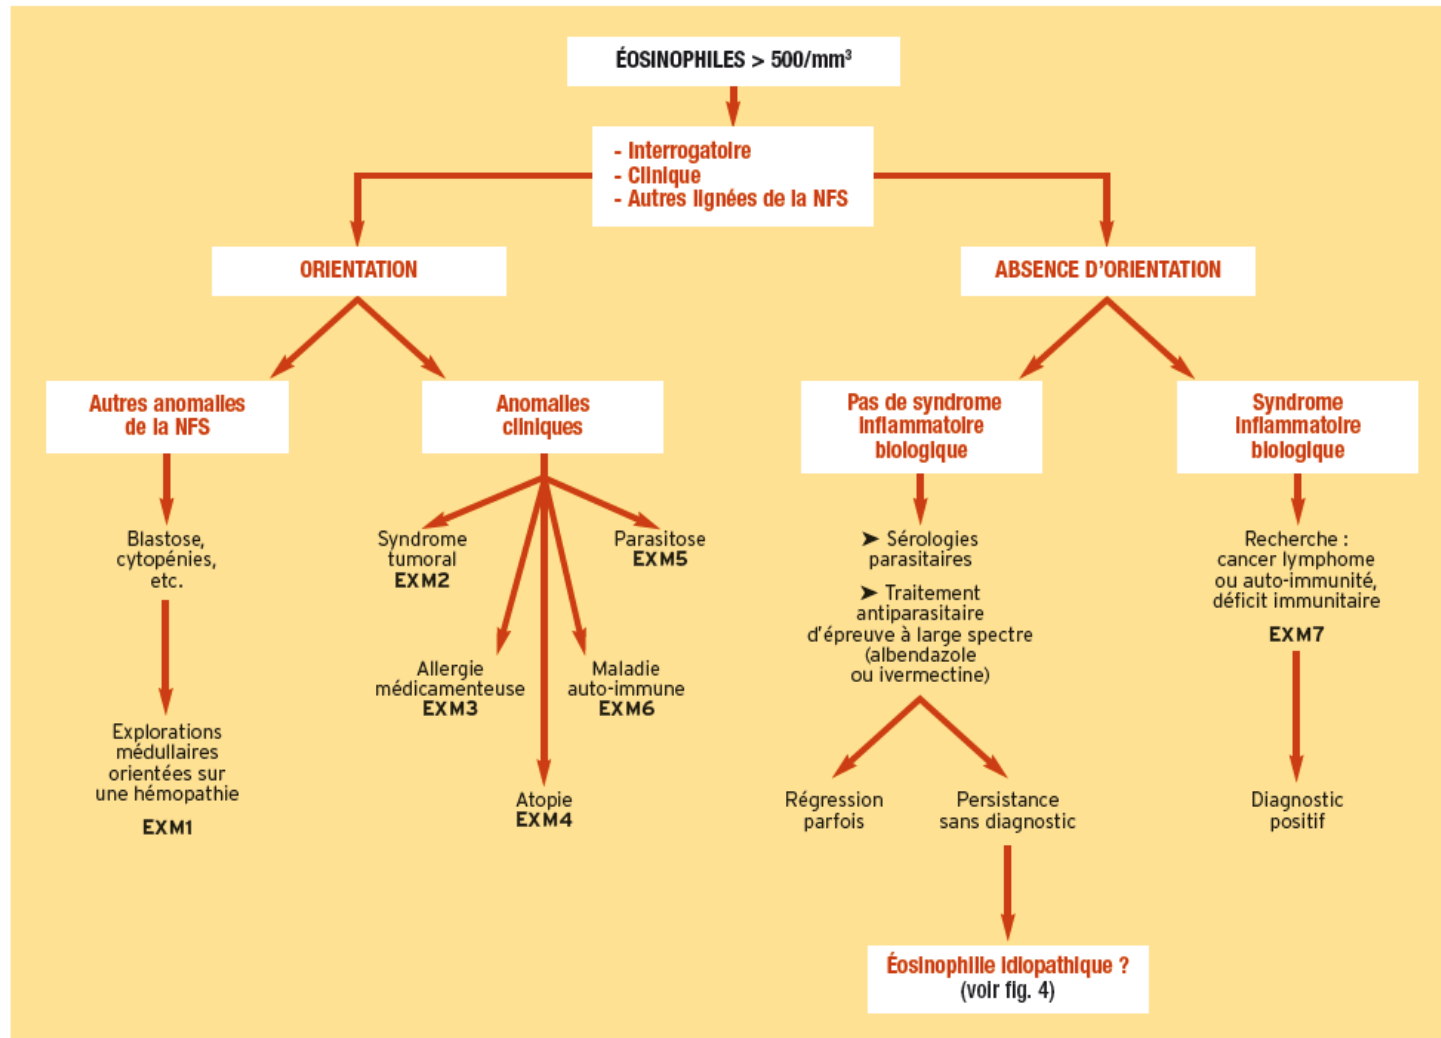 ÉOSINOPHILES > 500/mm³
- Interrogatoire
- Clinique
- Autres lignées de la NFS
ORIENTATION
ABSENCE D'ORIENTATION
Autres anomalies
de la NFS
Anomalies
cliniques
Pas de syndrome
inflammatoire
biologique
Syndrome
inflammatoire
biologique
Blastose,
cytopénies,
etc.
Syndrome
tumoral
EXM2
Parasitose
EXM5
➤ Sérologies
parasitaires
➤ Traitement
antiparasitaire
d'épreuve à large spectre
(albendazole
ou ivermectine)
Recherche :
cancer lymphome
ou auto-immunité,
déficit immunitaire
EXM7
Allergie
médicamenteuse
EXM3
Maladie
auto-immune
EXM6
Explorations
médullaires
orientées sur
une hémopathie
EXM1
Atopie
EXM4
Régression
parfois
Persistance
sans diagnostic
Diagnostic
positif
Éosinophilie idiopathique ?
(voir fig. 4)